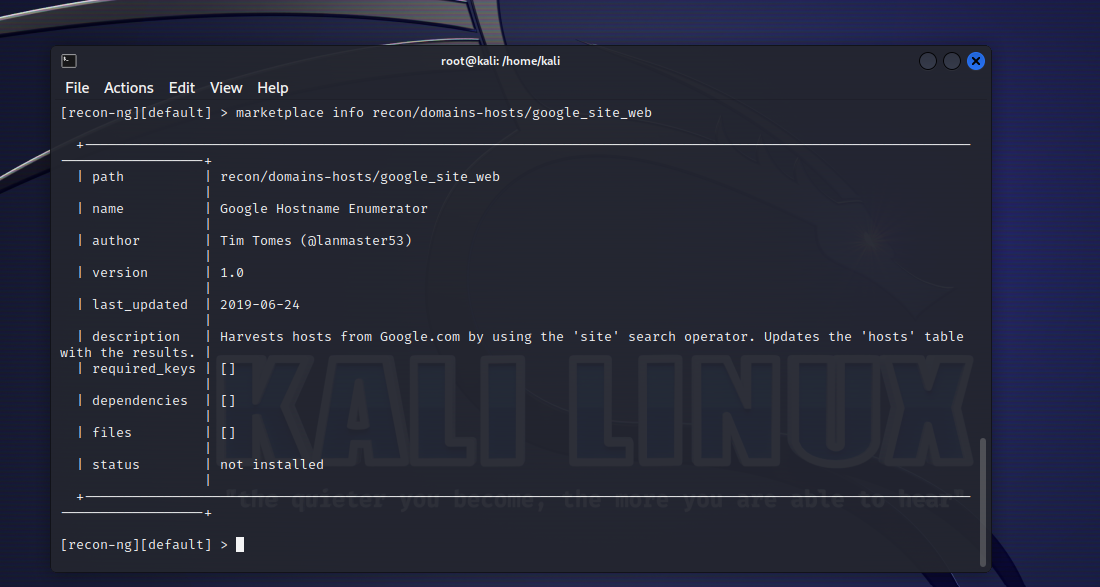 root@kali: /home/kali
File Actions Edit View Help
[recon-ng][default] > marketplace info recon/domains-hosts/google_site_web
+---------------------------------------------------------------
------------------+
| path | recon/domains-hosts/google_site_web
|
| name | Google Hostname Enumerator
|
| author | Tim Tomes (@lanmaster53)
|
| version | 1.0
|
| last_updated | 2019-06-24
|
| description | Harvests hosts from Google.com by using the 'site' search operator. Updates the 'hosts' table
with the results. |
| required_keys | []
|
| dependencies | []
|
| files | []
|
| status | not installed
|
+---------------------------------------------------------------
------------------+
[recon-ng][default] >
KALI LINUX
"the quieter you become, the more you are able to hear"